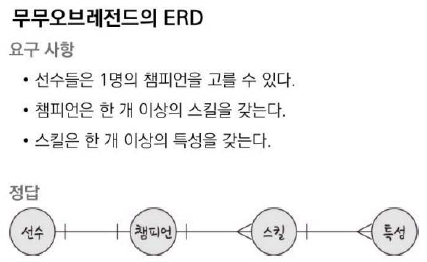 무무오브레전드의 ERD
요구 사항
• 선수들은 1명의 챔피언을 고를 수 있다.
• 챔피언은 한 개 이상의 스킬을 갖는다.
• 스킬은 한 개 이상의 특성을 갖는다.
정답
선수 챔피언 스킬 특성